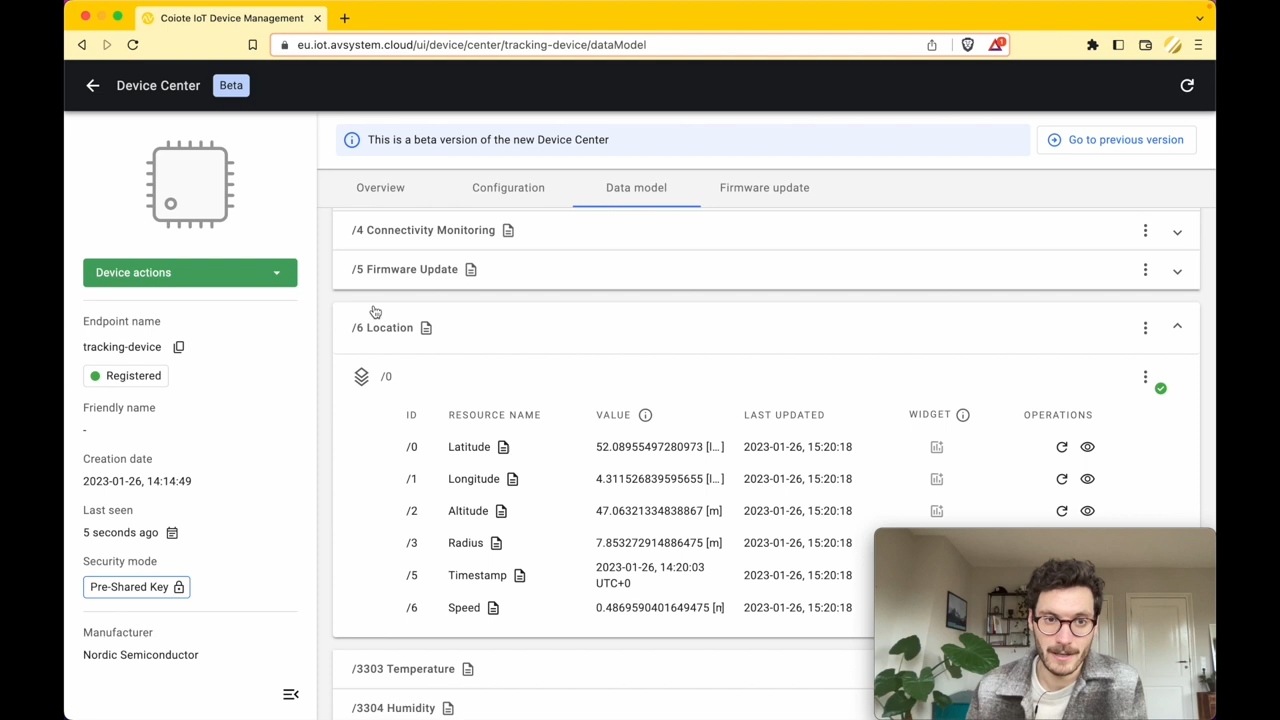 Coiote IoT Device Management
eu.iot.avsystem.cloud/ui/device/center/tracking-device/dataModel
1
Device Center Beta
This is a beta version of the new Device Center
Go to previous version
Overview Configuration Data model Firmware update
Device actions
Endpoint name
tracking-device
Registered
Friendly name
-
Creation date
2023-01-26, 14:14:49
Last seen
5 seconds ago
Security mode
Pre-Shared Key
Manufacturer
Nordic Semiconductor
/4 Connectivity Monitoring
/5 Firmware Update
/6 Location
/0
ID RESOURCE NAME VALUE LAST UPDATED WIDGET OPERATIONS
/0 Latitude 52.08955497280973 [l...] 2023-01-26, 15:20:18
/1 Longitude 4.311526839595655 [l...] 2023-01-26, 15:20:18
/2 Altitude 47.06321334838867 [m] 2023-01-26, 15:20:18
/3 Radius 7.853272914886475 [m] 2023-01-26, 15:20:18
/5 Timestamp 2023-01-26, 14:20:03 UTC+0 2023-01-26, 15:20:18
/6 Speed 0.4869590401649475 2023-01-26, 15:20:18
/3303 Temperature
/3304 Humidity